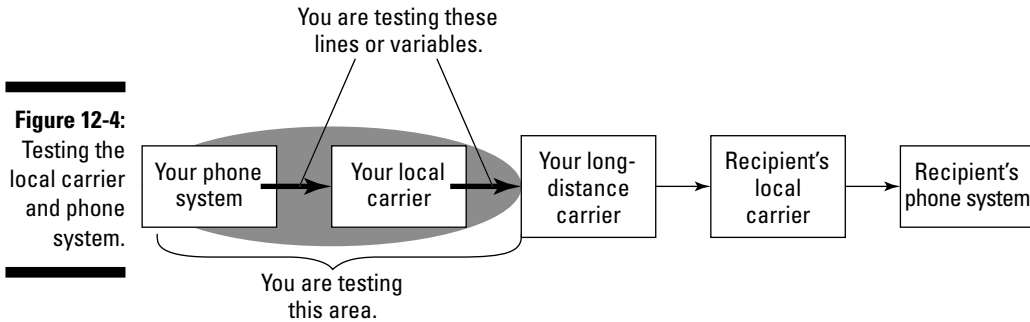 You are testing these
lines or variables.
Figure 12-4:
Testing the
local carrier
and phone
system.
Your phone
system
Your local
carrier
Your long-
distance
carrier
Recipient's
local
carrier
Recipient's
phone system
You are testing
this area.